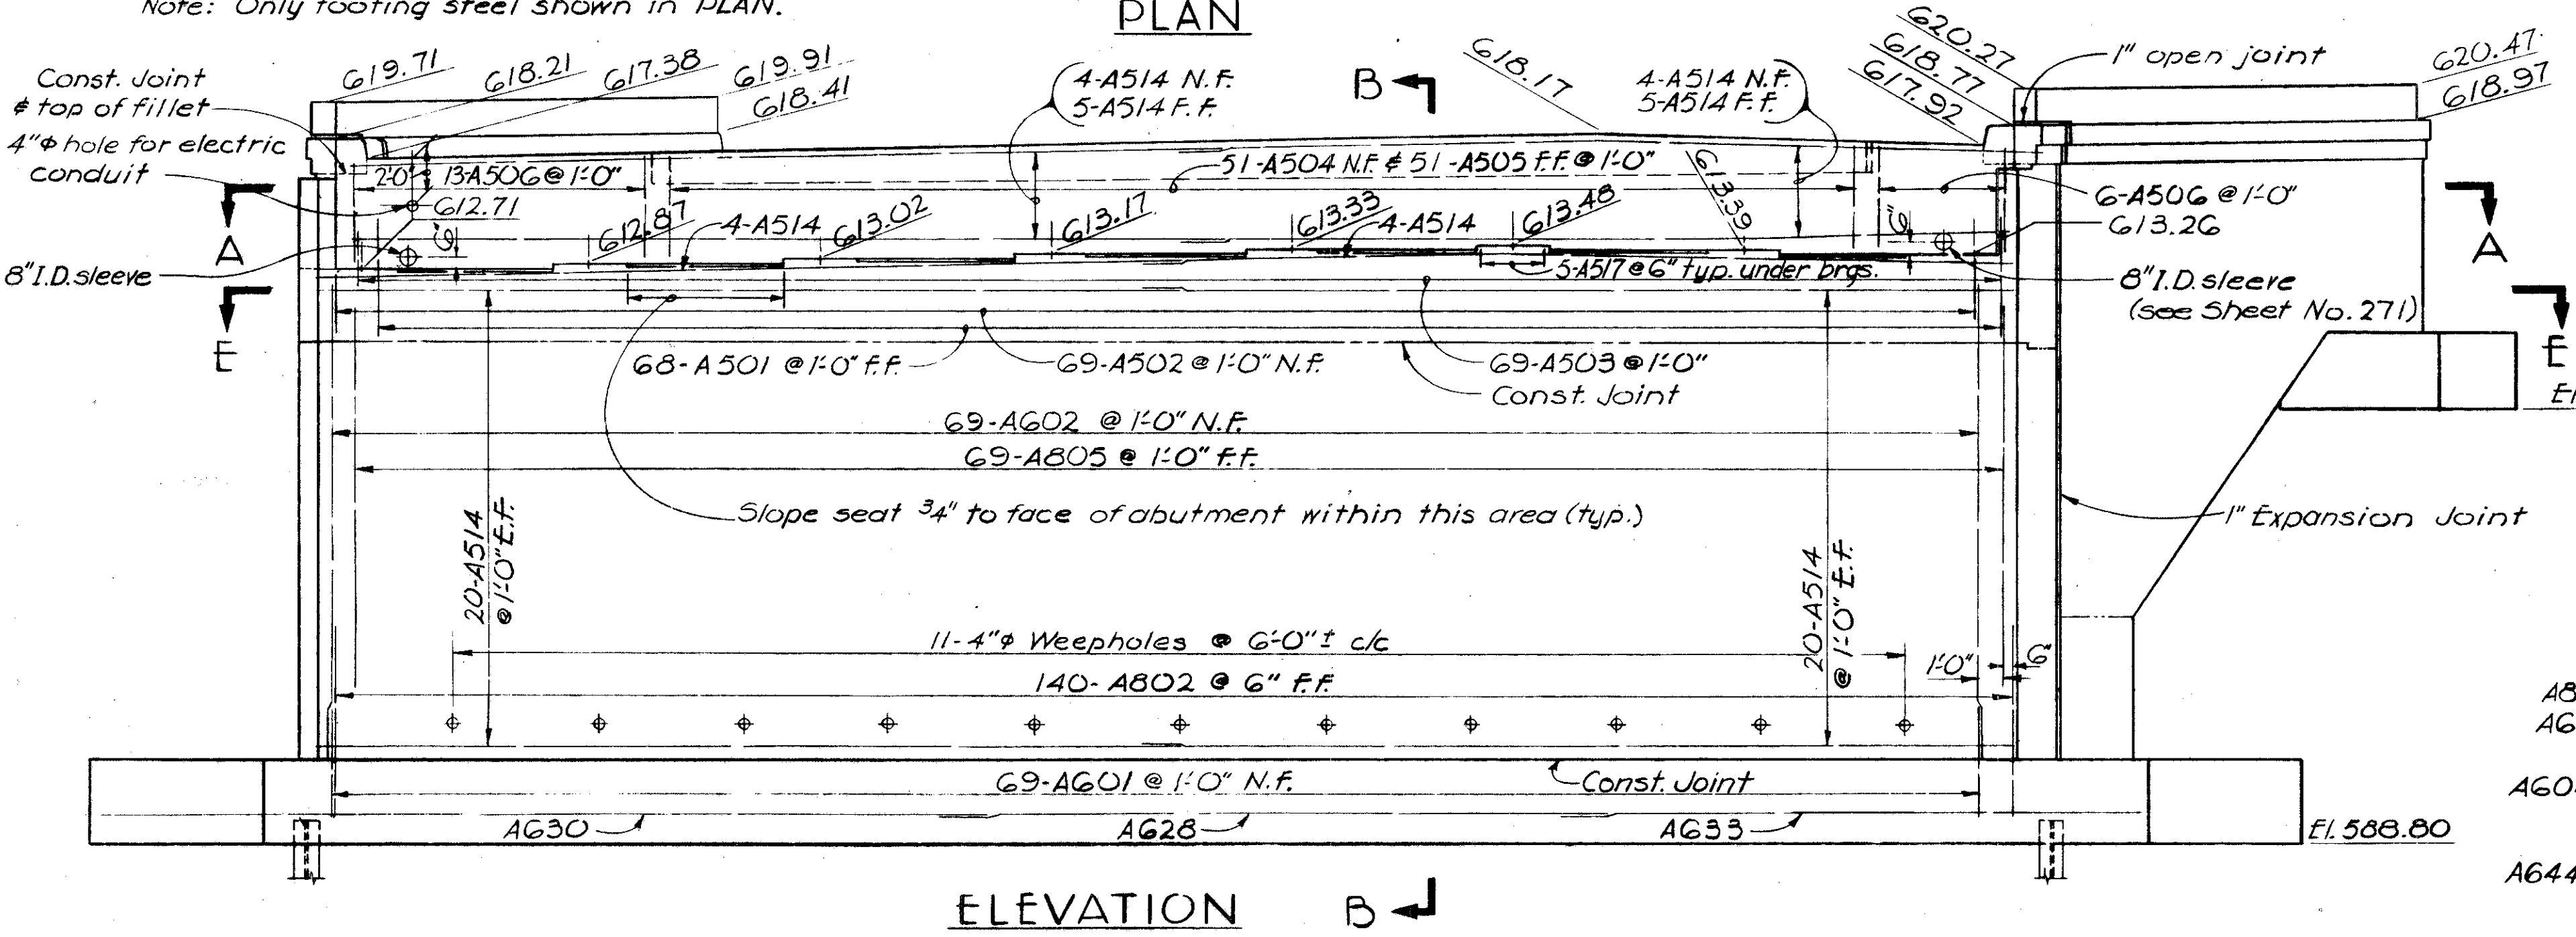 Note: Only footing steel shown in PLAN.
PLAN
Const. Joint
¢ top of fillet
4"Φ hole for electric
conduit
8" I.D. sleeve
619.71
618.21
617.38
619.91
618.41
4-A514 N.F.
5-A514 F.F.
B
618.17
4-A514 N.F.
5-A514 F.F.
620.27
618.77
617.92
1" open joint
620.47
618.97
2'-0"
13-A506 @ 1'-0"
51-A504 N.F. & 51-A505 F.F. @ 1'-0"
6-A506 @ 1'-0"
613.26
A
A
612.71
6"
612.87
4-A514
613.02
613.17
613.33
4-A514
613.48
613.39
6"
5-A517 @ 6" typ. under brgs.
8" I.D. sleeve
(see Sheet No. 271)
E
E
68-A501 @ 1'-0" F.F.
69-A502 @ 1'-0" N.F.
69-A503 @ 1'-0"
Const. Joint
69-A602 @ 1'-0" N.F.
69-A805 @ 1'-0" F.F.
Slope seat 3/4" to face of abutment within this area (typ.)
1" Expansion Joint
20-A514
@ 1'-0" E.F.
20-A514
@ 1'-0" E.F.
11-4"Φ Weepholes @ 6'-0" ± c/c
1'-0"
6"
140-A802 @ 6" F.F.
69-A601 @ 1'-0" N.F.
Const. Joint
A630
A628
A633
El. 588.80
A644
ELEVATION
B